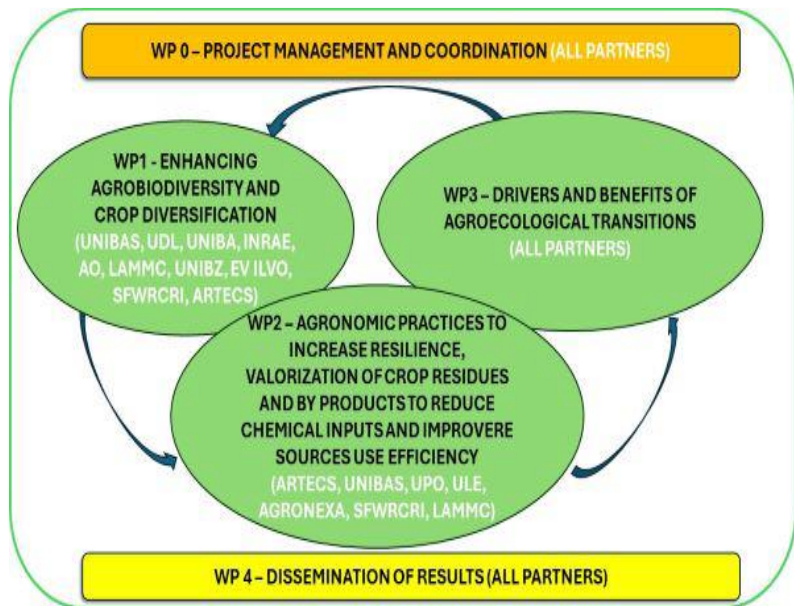 WP 0 – PROJECT MANAGEMENT AND COORDINATION (ALL PARTNERS)
WP1 - ENHANCING
AGROBIODIVERSITY AND
CROP DIVERSIFICATION
(UNIBAS, UDL, UNIBA, INRAE,
AO, LAMMC, UNIBZ, EV ILVO,
SFWRCRI, ARTECS)
WP3 – DRIVERS AND BENEFITS OF
AGROECOLOGICAL TRANSITIONS
(ALL PARTNERS)
WP2 – AGRONOMIC PRACTICES TO
INCREASE RESILIENCE,
VALORIZATION OF CROP RESIDUES
AND BY PRODUCTS TO REDUCE
CHEMICAL INPUTS AND IMPROVERE
SOURCES USE EFFICIENCY
(ARTECS, UNIBAS, UPO, ULE,
AGRONEXA, SFWRCRI, LAMMC)
WP 4 – DISSEMINATION OF RESULTS (ALL PARTNERS)